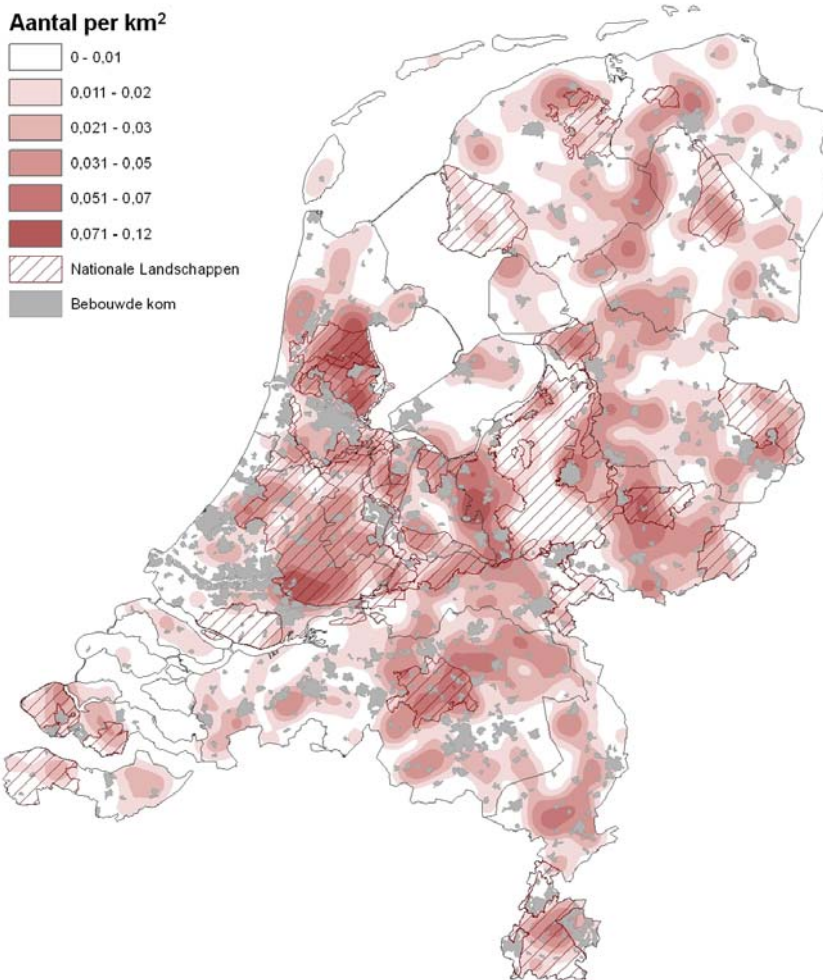 Aantal per km²
0 - 0,01
0,011 - 0,02
0,021 - 0,03
0,031 - 0,05
0,051 - 0,07
0,071 - 0,12
Nationale Landschappen
Bebouwde kom